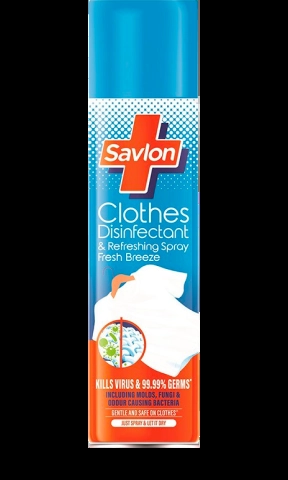 Savlon
Clothes
Disinfectant
& Refreshing Spray
Fresh Breeze
KILLS VIRUS & 99.99% GERMS*
INCLUDING MOLDS, FUNGI &
ODOUR CAUSING BACTERIA
GENTLE AND SAFE ON CLOTHES*
JUST SPRAY & LET IT DRY